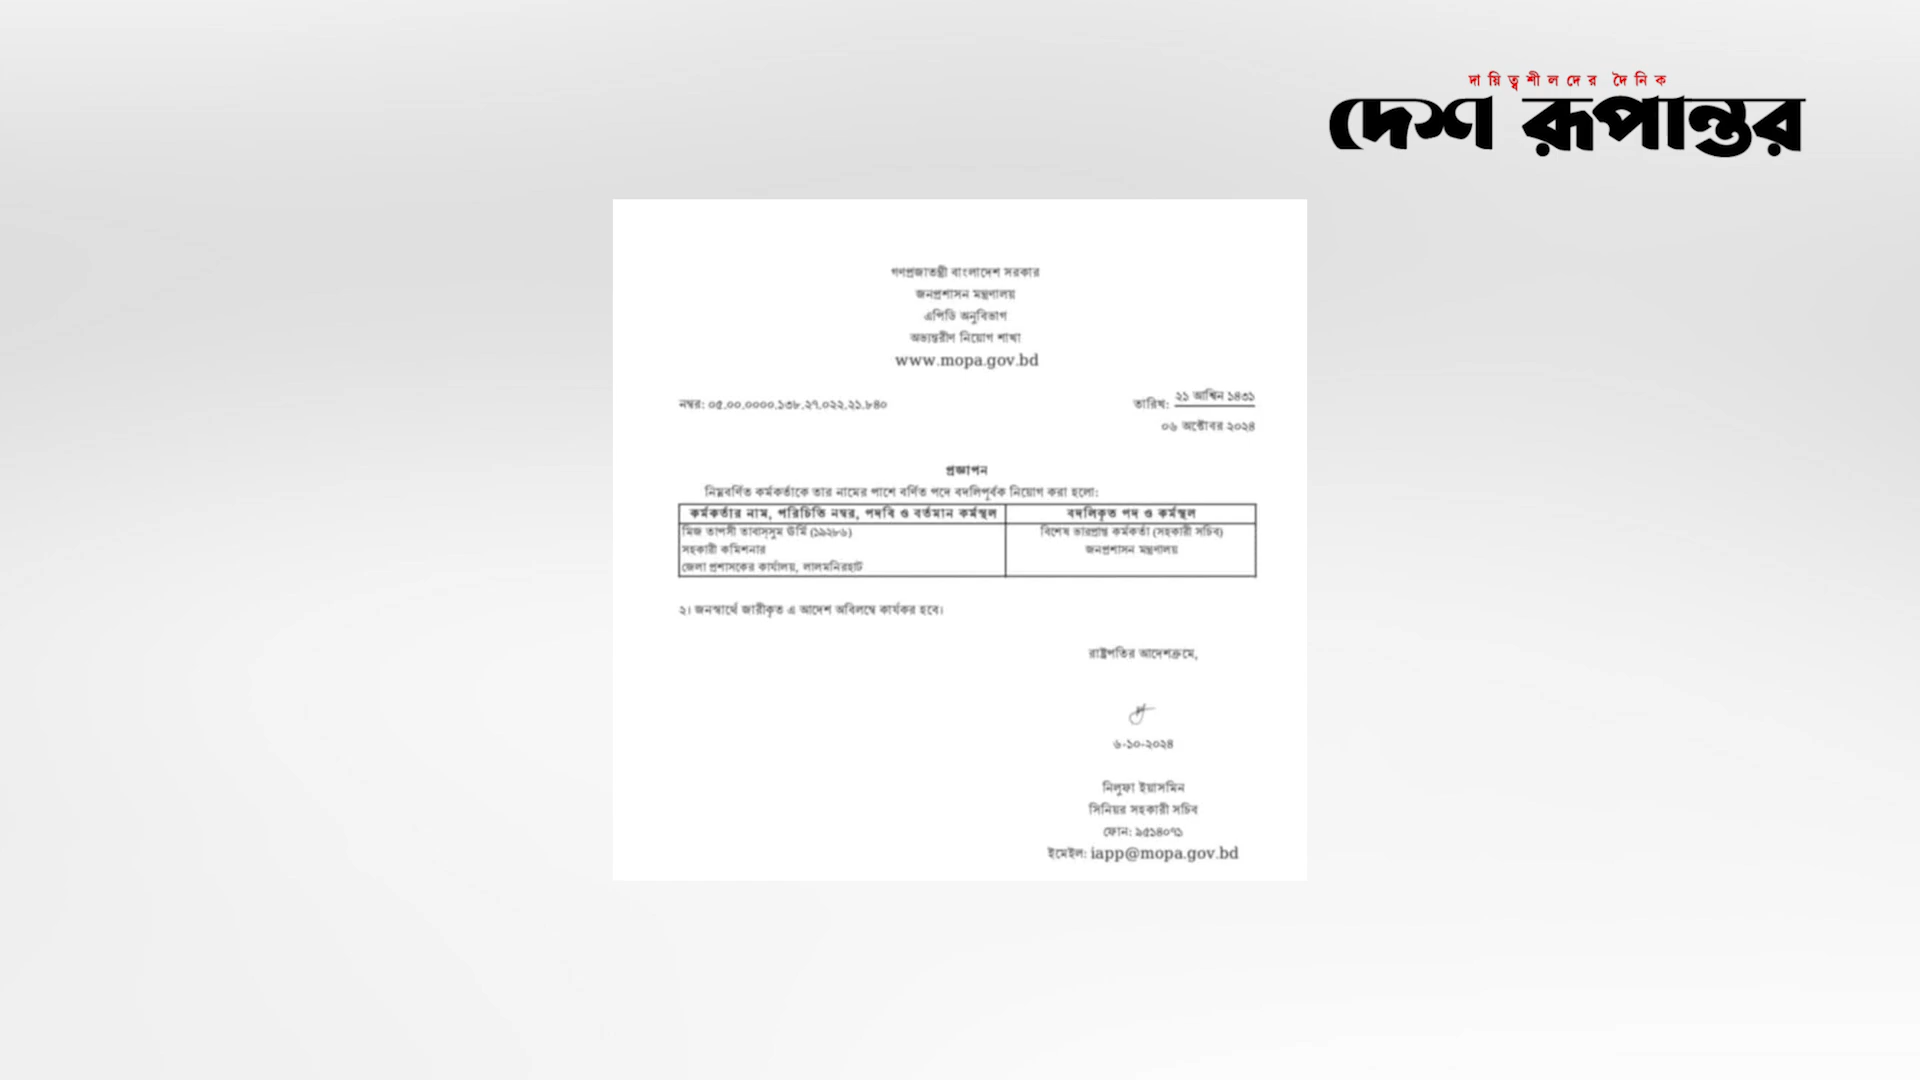 দায়িত্বশীলদের দৈনিক
দেশ রূপান্তর
গণপ্রজাতন্ত্রী বাংলাদেশ সরকার
জনপ্রশাসন মন্ত্রণালয়
এপিডি অনুবিভাগ
অভ্যন্তরীণ নিয়োগ শাখা
www.mopa.gov.bd
নম্বর: ০৫.০০.০০০০.১৩৮.২৭.০২২.২১.৮৪০
তারিখ: ২১ আশ্বিন ১৪৩১
০৬ অক্টোবর ২০২৪
প্রজ্ঞাপন
নিম্নবর্ণিত কর্মকর্তাকে তার নামের পাশে বর্ণিত পদে বদলিপূর্বক নিয়োগ করা হলো:
কর্মকর্তার নাম, পরিচিতি নম্বর, পদবি ও বর্তমান কর্মস্থল
বদলিকৃত পদ ও কর্মস্থল
মিজ তাপসী তাবাস্সুম ঊর্মি (১৯২৮৬)
সহকারী কমিশনার
জেলা প্রশাসকের কার্যালয়, লালমনিরহাট
বিশেষ ভারপ্রাপ্ত কর্মকর্তা (সহকারী সচিব)
জনপ্রশাসন মন্ত্রণালয়
২। জনস্বার্থে জারীকৃত এ আদেশ অবিলম্বে কার্যকর হবে।
রাষ্ট্রপতির আদেশক্রমে,
৬-১০-২০২৪
নিলুফা ইয়াসমিন
সিনিয়র সহকারী সচিব
ফোন: ৯৫১৪০৭১
ইমেইল: iapp@mopa.gov.bd